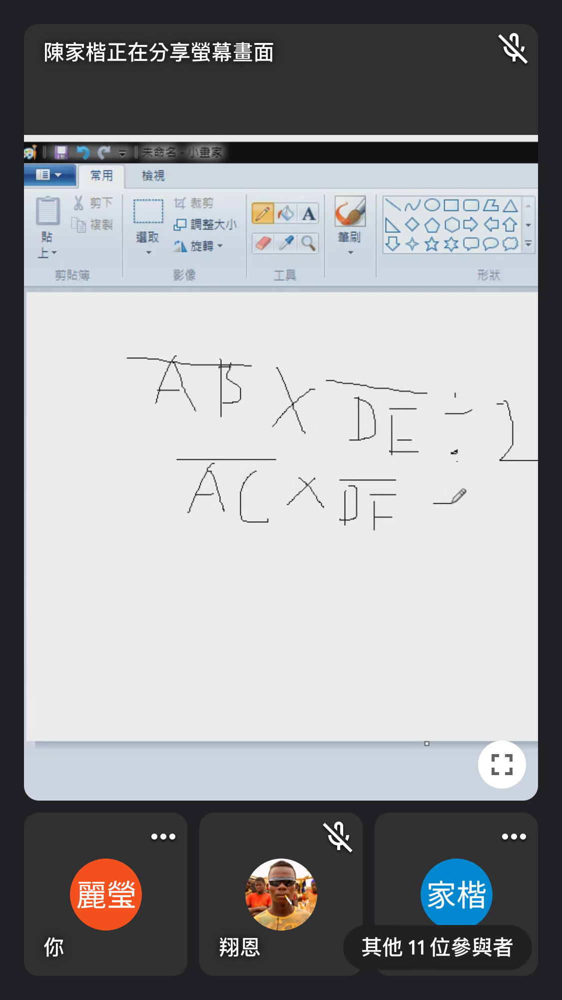 陳家楷正在分享螢幕畫面
未命名 - 小畫家
常用 檢視
貼上 剪下 複製 選取 裁剪 調整大小 旋轉 A 筆刷
剪貼簿 影像 工具 形狀
AB × DE ÷ 2
AC × DF
麗瑩 家楷
你 翔恩 其他 11 位參與者